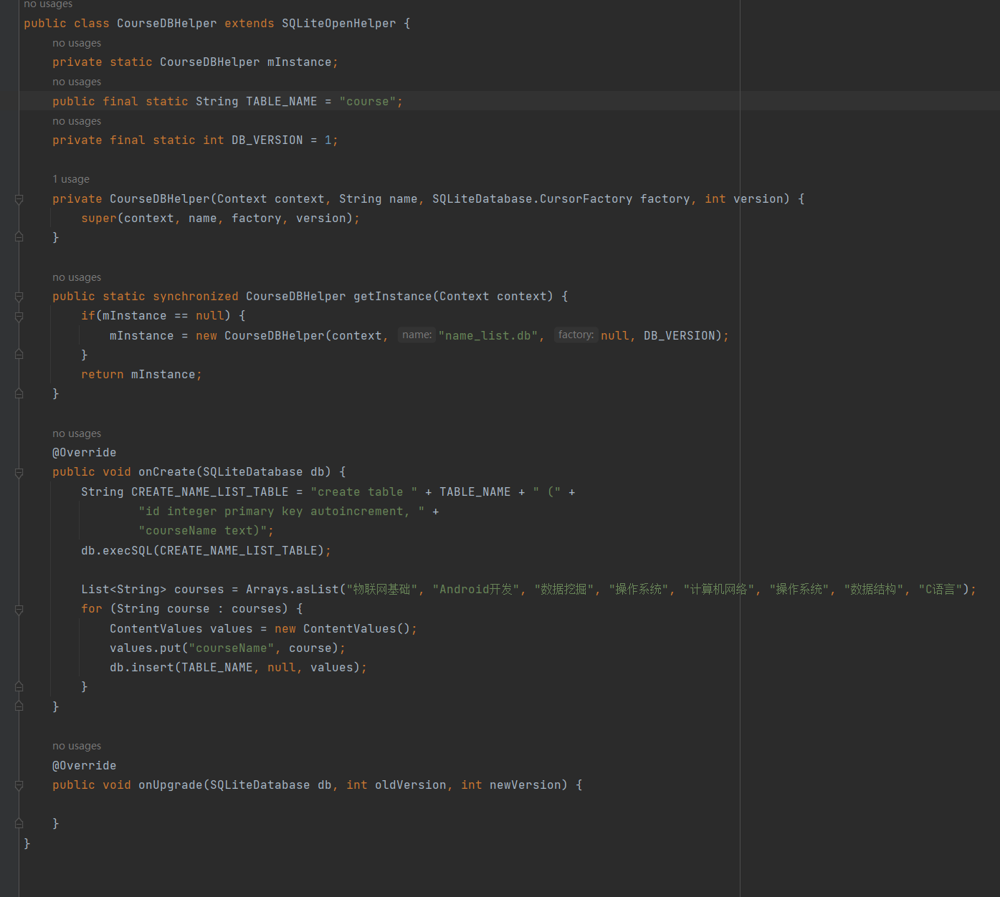 no usages
public class CourseDBHelper extends SQLiteOpenHelper {
no usages
private static CourseDBHelper mInstance;
no usages
public final static String TABLE_NAME = "course";
no usages
private final static int DB_VERSION = 1;
1 usage
private CourseDBHelper(Context context, String name, SQLiteDatabase.CursorFactory factory, int version) {
super(context, name, factory, version);
}
no usages
public static synchronized CourseDBHelper getInstance(Context context) {
if(mInstance == null) {
mInstance = new CourseDBHelper(context, name: "name_list.db", factory: null, DB_VERSION);
}
return mInstance;
}
no usages
@Override
public void onCreate(SQLiteDatabase db) {
String CREATE_NAME_LIST_TABLE = "create table " + TABLE_NAME + " (" +
"id integer primary key autoincrement, " +
"courseName text)";
db.execSQL(CREATE_NAME_LIST_TABLE);
List<String> courses = Arrays.asList("物联网基础", "Android开发", "数据挖掘", "操作系统", "计算机网络", "操作系统", "数据结构", "C语言");
for (String course : courses) {
ContentValues values = new ContentValues();
values.put("courseName", course);
db.insert(TABLE_NAME, null, values);
}
}
no usages
@Override
public void onUpgrade(SQLiteDatabase db, int oldVersion, int newVersion) {
}
}